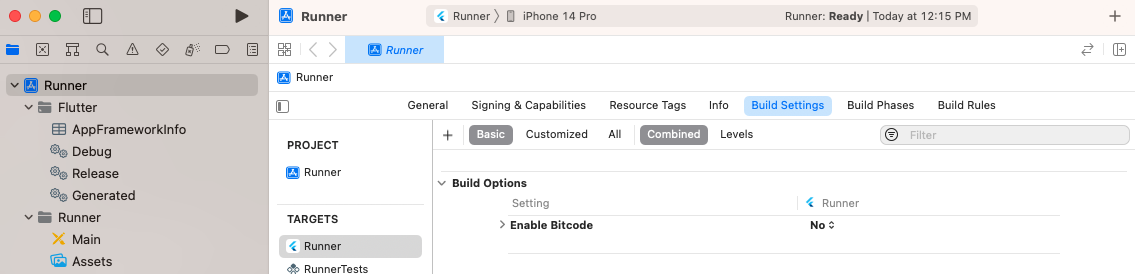 Runner
Runner 〉 iPhone 14 Pro
Runner: Ready | Today at 12:15 PM
Runner
Runner
Runner
Flutter
AppFrameworkInfo
Debug
Release
Generated
Runner
Main
Assets
General Signing & Capabilities Resource Tags Info Build Settings Build Phases Build Rules
PROJECT
Runner
TARGETS
Runner
RunnerTests
Basic Customized All Combined Levels Filter
Build Options
Setting Runner
Enable Bitcode No